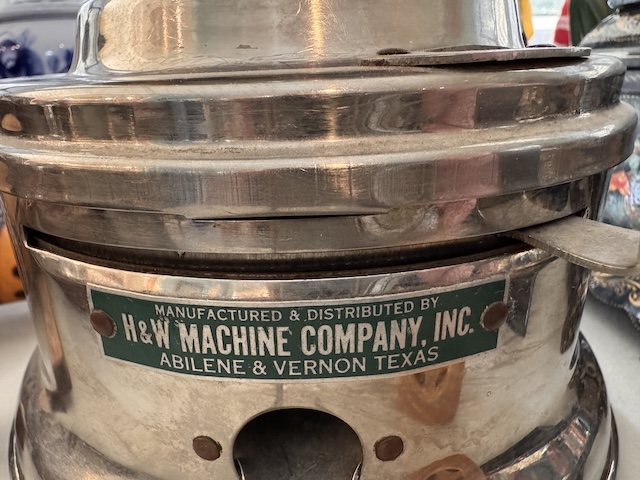 MANUFACTURED & DISTRIBUTED BY
H&W MACHINE COMPANY, INC.
ABILENE & VERNON TEXAS